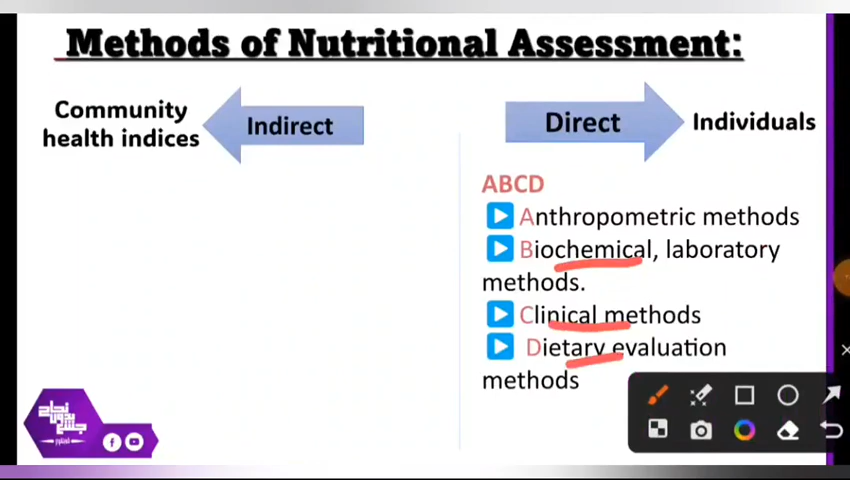 Methods of Nutritional Assessment:
Community
health indices
Indirect
Direct
Individuals
ABCD
Anthropometric methods
Biochemical, laboratory
methods.
Clinical methods
Dietary evaluation
methods